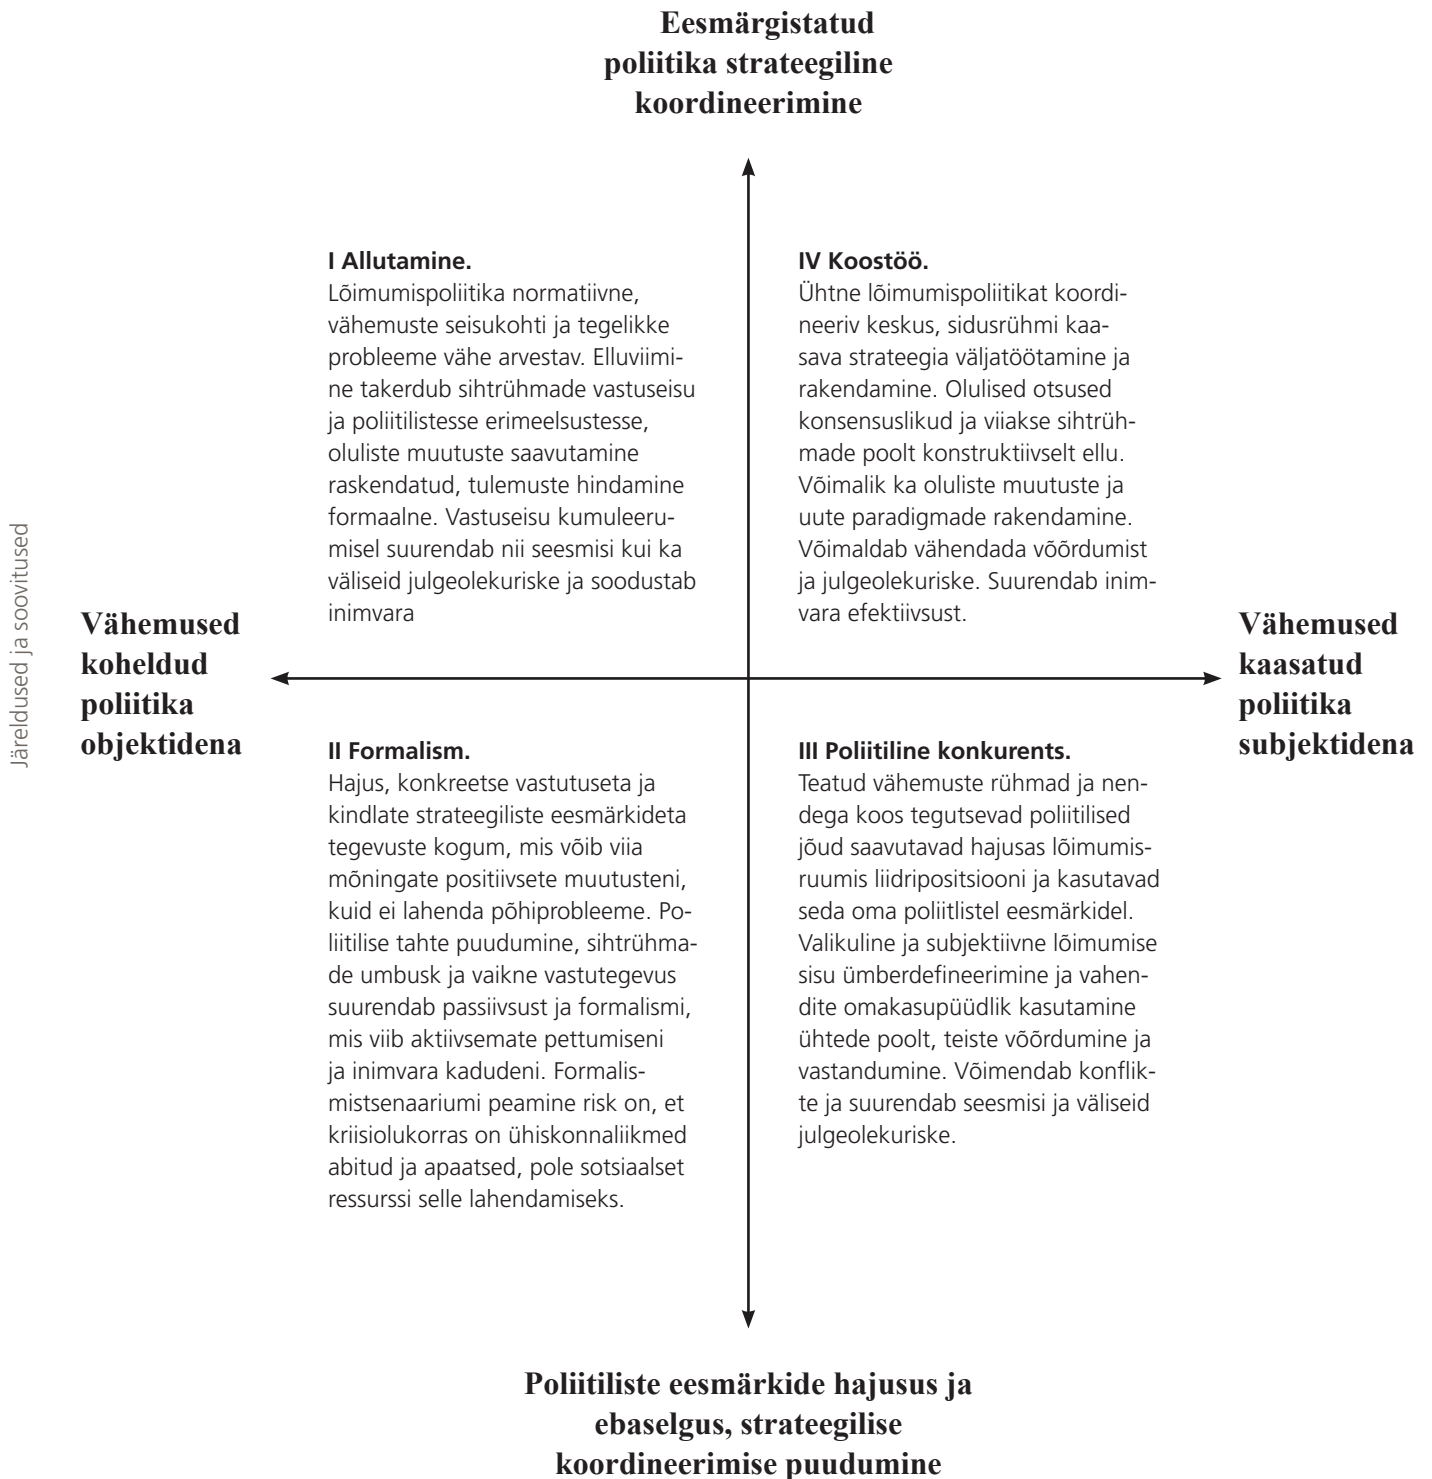 Eesmärgistatud
poliitika strateegiline
koordineerimine
I Allutamine.
Lõimumispoliitika normatiivne,
vähemuste seisukohti ja tegelikke
probleeme vähe arvestav. Elluviimi-
ne takerdub sihtrühmade vastuseisu
ja poliitilistesse erimeelsustesse,
oluliste muutuste saavutamine
raskendatud, tulemuste hindamine
formaalne. Vastuseisu kumuleeru-
misel suurendab nii seesmisi kui ka
väliseid julgeolekuriske ja soodustab
inimvara
IV Koostöö.
Ühtne lõimumispoliitikat koordi-
neeriv keskus, sidusrühmi kaa-
sava strateegia väljatöötamine ja
rakendamine. Olulised otsused
konsensuslikud ja viiakse sihtrüh-
made poolt konstruktiivselt ellu.
Võimalik ka oluliste muutuste ja
uute paradigmade rakendamine.
Võimaldab vähendada võõrdumist
ja julgeolekuriske. Suurendab inim-
vara efektiivsust.
Järeldused ja soovitused
Vähemused
koheldud
poliitika
objektidena
Vähemused
kaasatud
poliitika
subjektidena
II Formalism.
Hajus, konkreetse vastutuseta ja
kindlate strateegiliste eesmärkideta
tegevuste kogum, mis võib viia
mõningate positiivsete muutusteni,
kuid ei lahenda põhiprobleeme. Po-
liitilise tahte puudumine, sihtrühma-
de umbusk ja vaikne vastutegevus
suurendab passiivsust ja formalismi,
mis viib aktiivsemate pettumiseni
ja inimvara kadudeni. Formalis-
mistsenaariumi peamine risk on, et
kriisiolukorras on ühiskonnaliikmed
abitud ja apaatsed, pole sotsiaalset
ressurssi selle lahendamiseks.
III Poliitiline konkurents.
Teatud vähemuste rühmad ja nen-
dega koos tegutsevad poliitilised
jõud saavutavad hajusas lõimumis-
ruumis liidripositsiooni ja kasutavad
seda oma poliitlistel eesmärkidel.
Valikuline ja subjektiivne lõimumise
sisu ümberdefineerimine ja vahen-
dite omakasupüüdlik kasutamine
ühtede poolt, teiste võõrdumine ja
vastandumine. Võimendab konflik-
te ja suurendab seesmisi ja väliseid
julgeolekuriske.
Poliitiliste eesmärkide hajusus ja
ebaselgus, strateegilise
koordineerimise puudumine